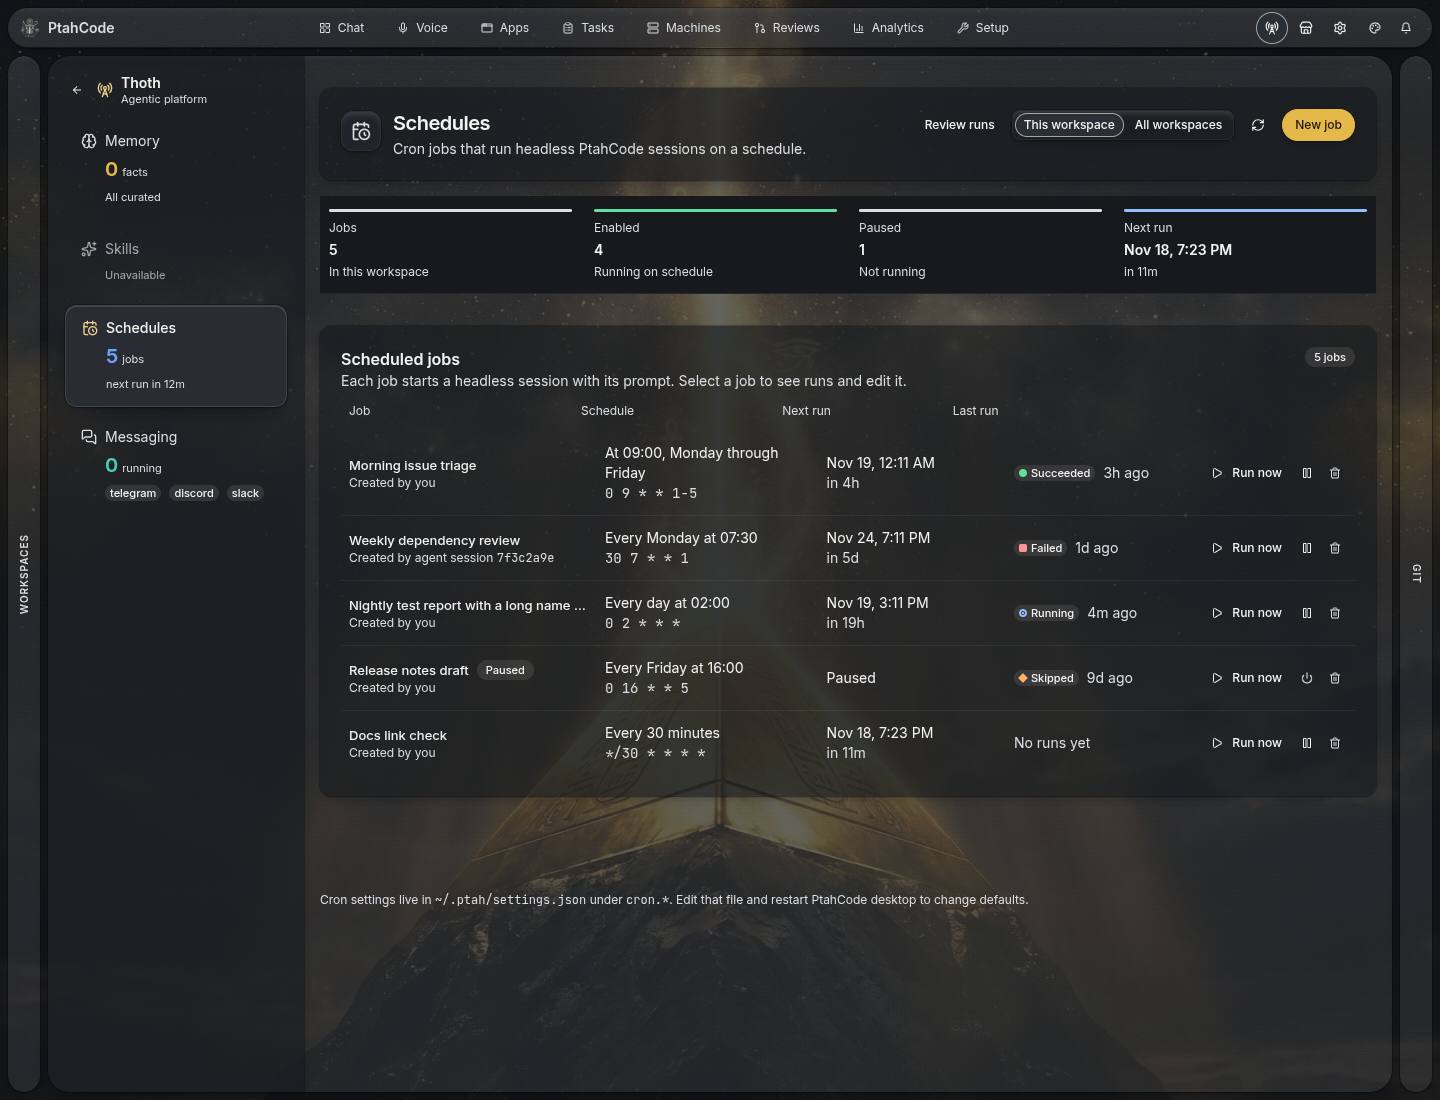 PtahCode
Chat
Voice
Apps
Tasks
Machines
Reviews
Analytics
Setup
WORKSPACES
Thoth
Agentic platform
Memory
0 facts
All curated
Skills
Unavailable
Schedules
5 jobs
next run in 12m
Messaging
0 running
telegram discord slack
Schedules
Cron jobs that run headless PtahCode sessions on a schedule.
Review runs
This workspace
All workspaces
New job
Jobs
5
In this workspace
Enabled
4
Running on schedule
Paused
1
Not running
Next run
Nov 18, 7:23 PM
in 11m
Scheduled jobs
5 jobs
Each job starts a headless session with its prompt. Select a job to see runs and edit it.
Job Schedule Next run Last run
Morning issue triage
Created by you
At 09:00, Monday through
Friday
0 9 * * 1-5
Nov 19, 12:11 AM
in 4h
Succeeded 3h ago
Run now
Weekly dependency review
Created by agent session 7f3c2a9e
Every Monday at 07:30
30 7 * * 1
Nov 24, 7:11 PM
in 5d
Failed 1d ago
Run now
Nightly test report with a long name ...
Created by you
Every day at 02:00
0 2 * * *
Nov 19, 3:11 PM
in 19h
Running 4m ago
Run now
Release notes draft Paused
Created by you
Every Friday at 16:00
0 16 * * 5
Paused
Skipped 9d ago
Run now
Docs link check
Created by you
Every 30 minutes
*/30 * * * *
Nov 18, 7:23 PM
in 11m
No runs yet
Run now
Cron settings live in ~/.ptah/settings.json under cron.*. Edit that file and restart PtahCode desktop to change defaults.
GIT